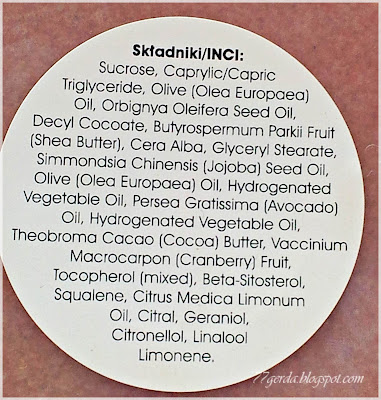 Składniki/INCI:
Sucrose, Caprylic/Capric
Triglyceride, Olive (Olea Europaea)
Oil, Orbignya Oleifera Seed Oil,
Decyl Cocoate, Butyrospermum Parkii Fruit
(Shea Butter), Cera Alba, Glyceryl Stearate,
Simmondsia Chinensis (Jojoba) Seed Oil,
Olive (Olea Europaea) Oil, Hydrogenated
Vegetable Oil, Persea Gratissima (Avocado)
Oil, Hydrogenated Vegetable Oil,
Theobroma Cacao (Cocoa) Butter, Vaccinium
Macrocarpon (Cranberry) Fruit,
Tocopherol (mixed), Beta-Sitosterol,
Squalene, Citrus Medica Limonum
Oil, Citral, Geraniol,
Citronellol, Linalool
Limonene.
77gerda.blogspot.com